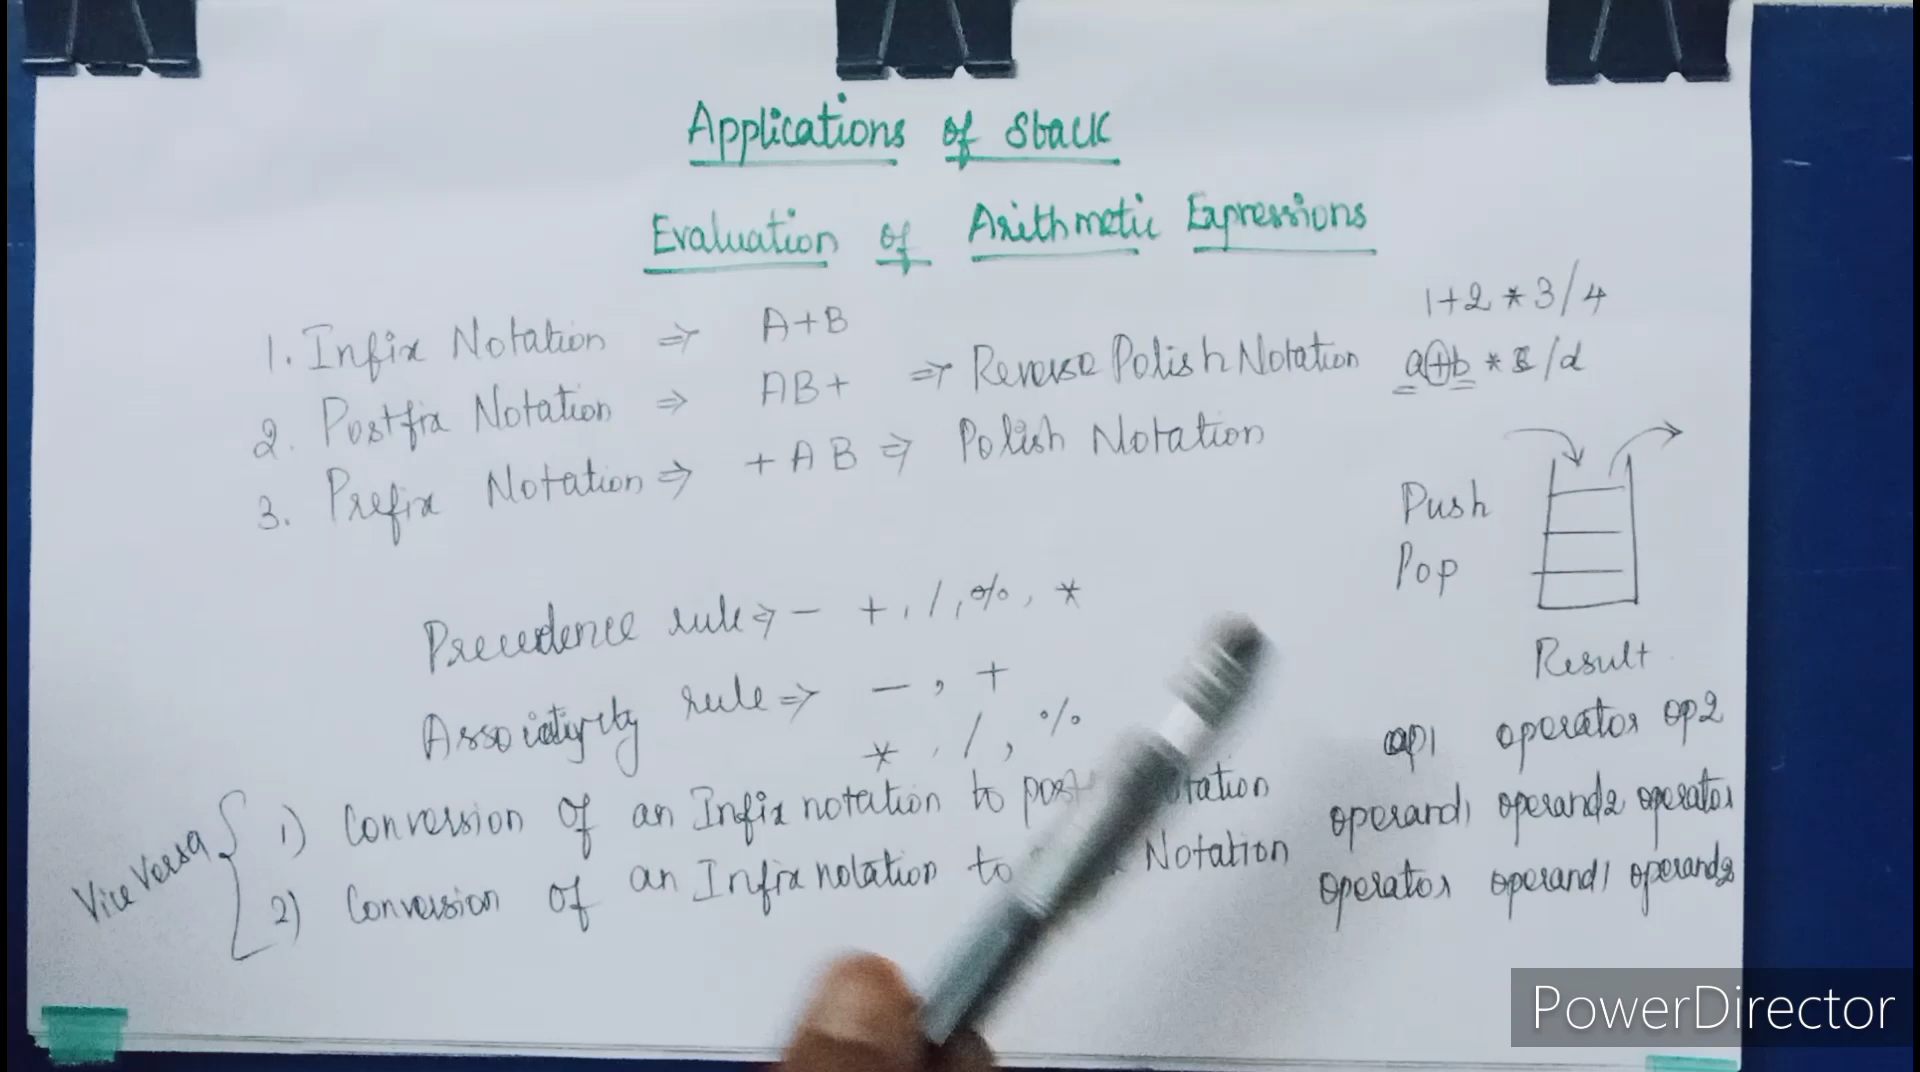 Applications of Stack
Evaluation of Arithmetic Expressions
1. Infix Notation ⇒ A+B
2. Postfix Notation ⇒ AB+ ⇒ Reverse Polish Notation
3. Prefix Notation ⇒ +AB ⇒ Polish Notation
1+2*3/4
a+b* /d
Push
Pop
Result
Precedence rule ⇒ - +, /, %, *
Associativity rule ⇒ -, +
*, /, %
Vice Versa
1) Conversion of an Infix notation to post tation
2) Conversion of an Infix notation to Notation
op1 operator op2
operand1 operand2 operator
operator operand1 operand2
PowerDirector